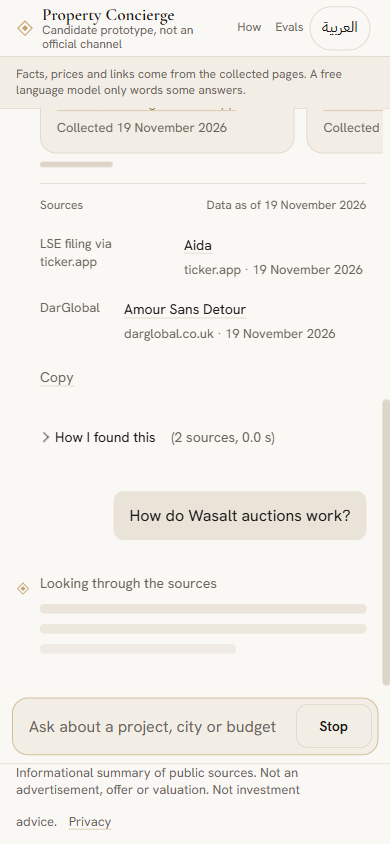 Property Concierge
Candidate prototype, not an
official channel
How
Evals
العربية
Facts, prices and links come from the collected pages. A free
language model only words some answers.
Collected 19 November 2026
Collected
Sources
Data as of 19 November 2026
LSE filing via
ticker.app
Aida
ticker.app · 19 November 2026
DarGlobal
Amour Sans Detour
darglobal.co.uk · 19 November 2026
Copy
How I found this (2 sources, 0.0 s)
How do Wasalt auctions work?
Looking through the sources
Ask about a project, city or budget
Stop
Informational summary of public sources. Not an
advertisement, offer or valuation. Not investment
advice. Privacy